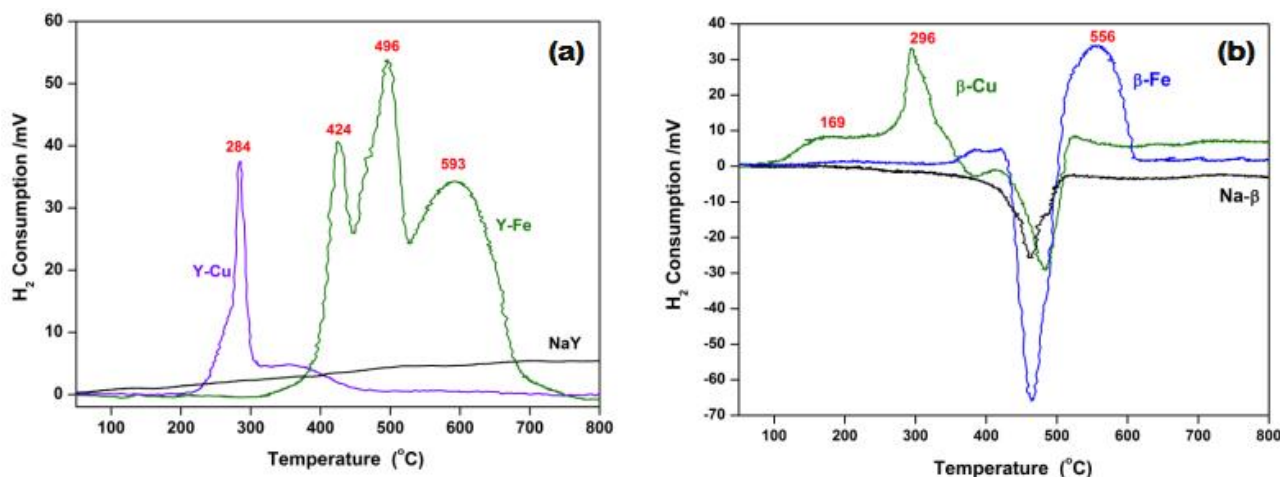 (a)
60
50
40
30
20
10
0
H₂ Consumption /mV
284
424
496
593
Y-Cu
Y-Fe
NaY
100 200 300 400 500 600 700 800
Temperature (°C)
(b)
40
30
20
10
0
-10
-20
-30
-40
-50
-60
-70
H₂ Consumption /mV
169
296
556
β-Cu
β-Fe
Na-β
100 200 300 400 500 600 700 800
Temperature (°C)